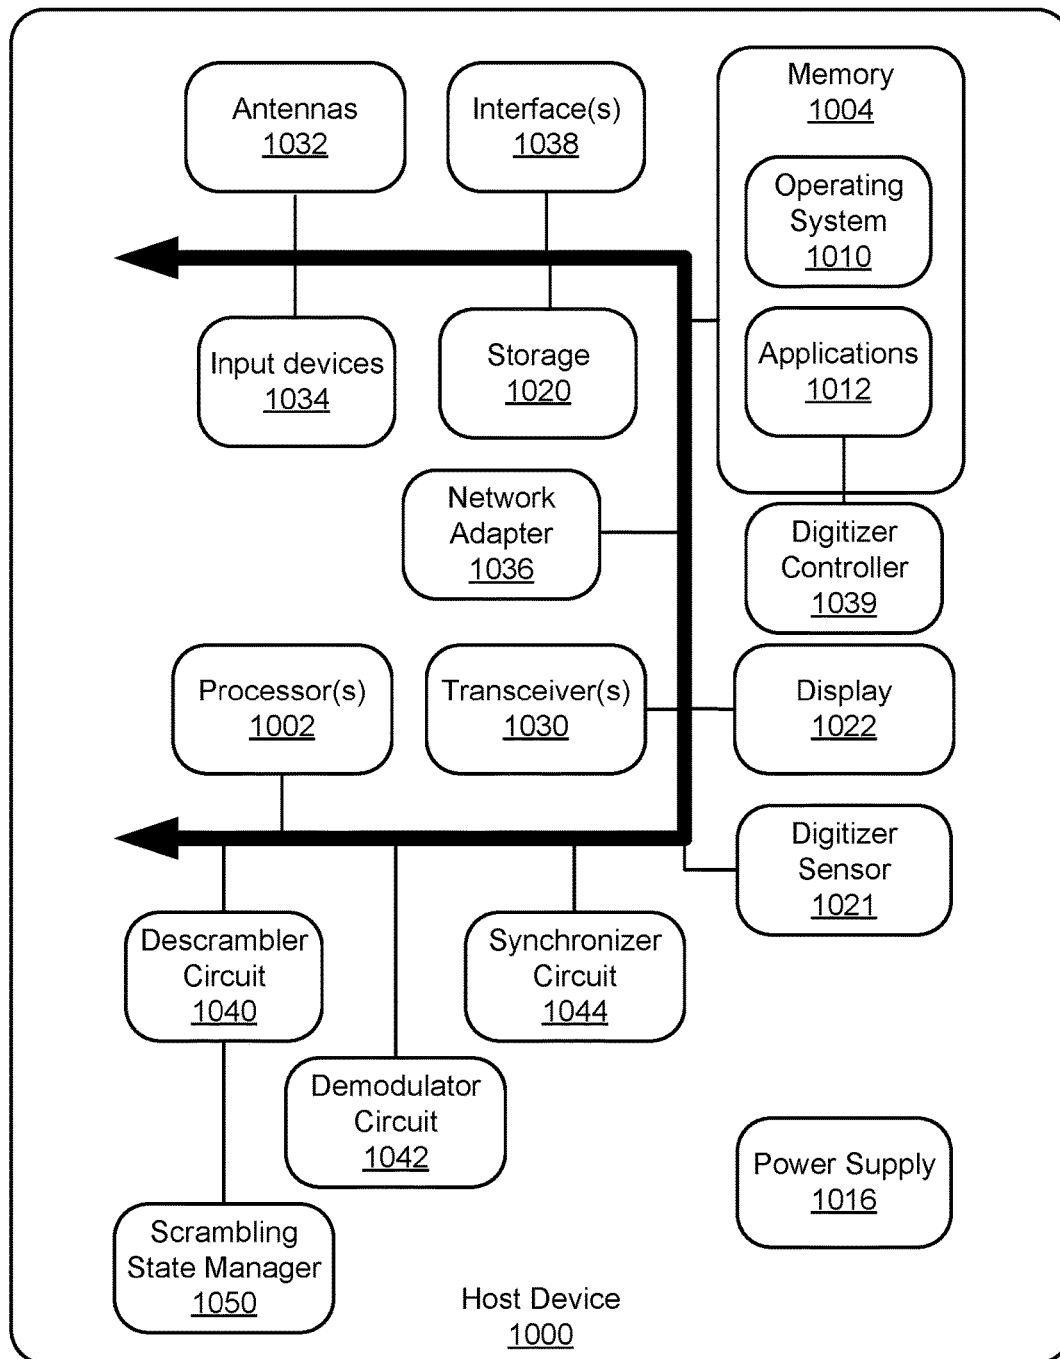 Antennas
1032
Interface(s)
1038
Memory
1004
Operating
System
1010
Input devices
1034
Storage
1020
Applications
1012
Network
Adapter
1036
Digitizer
Controller
1039
Processor(s)
1002
Transceiver(s)
1030
Display
1022
Digitizer
Sensor
1021
Descrambler
Circuit
1040
Synchronizer
Circuit
1044
Demodulator
Circuit
1042
Power Supply
1016
Scrambling
State Manager
1050
Host Device
1000